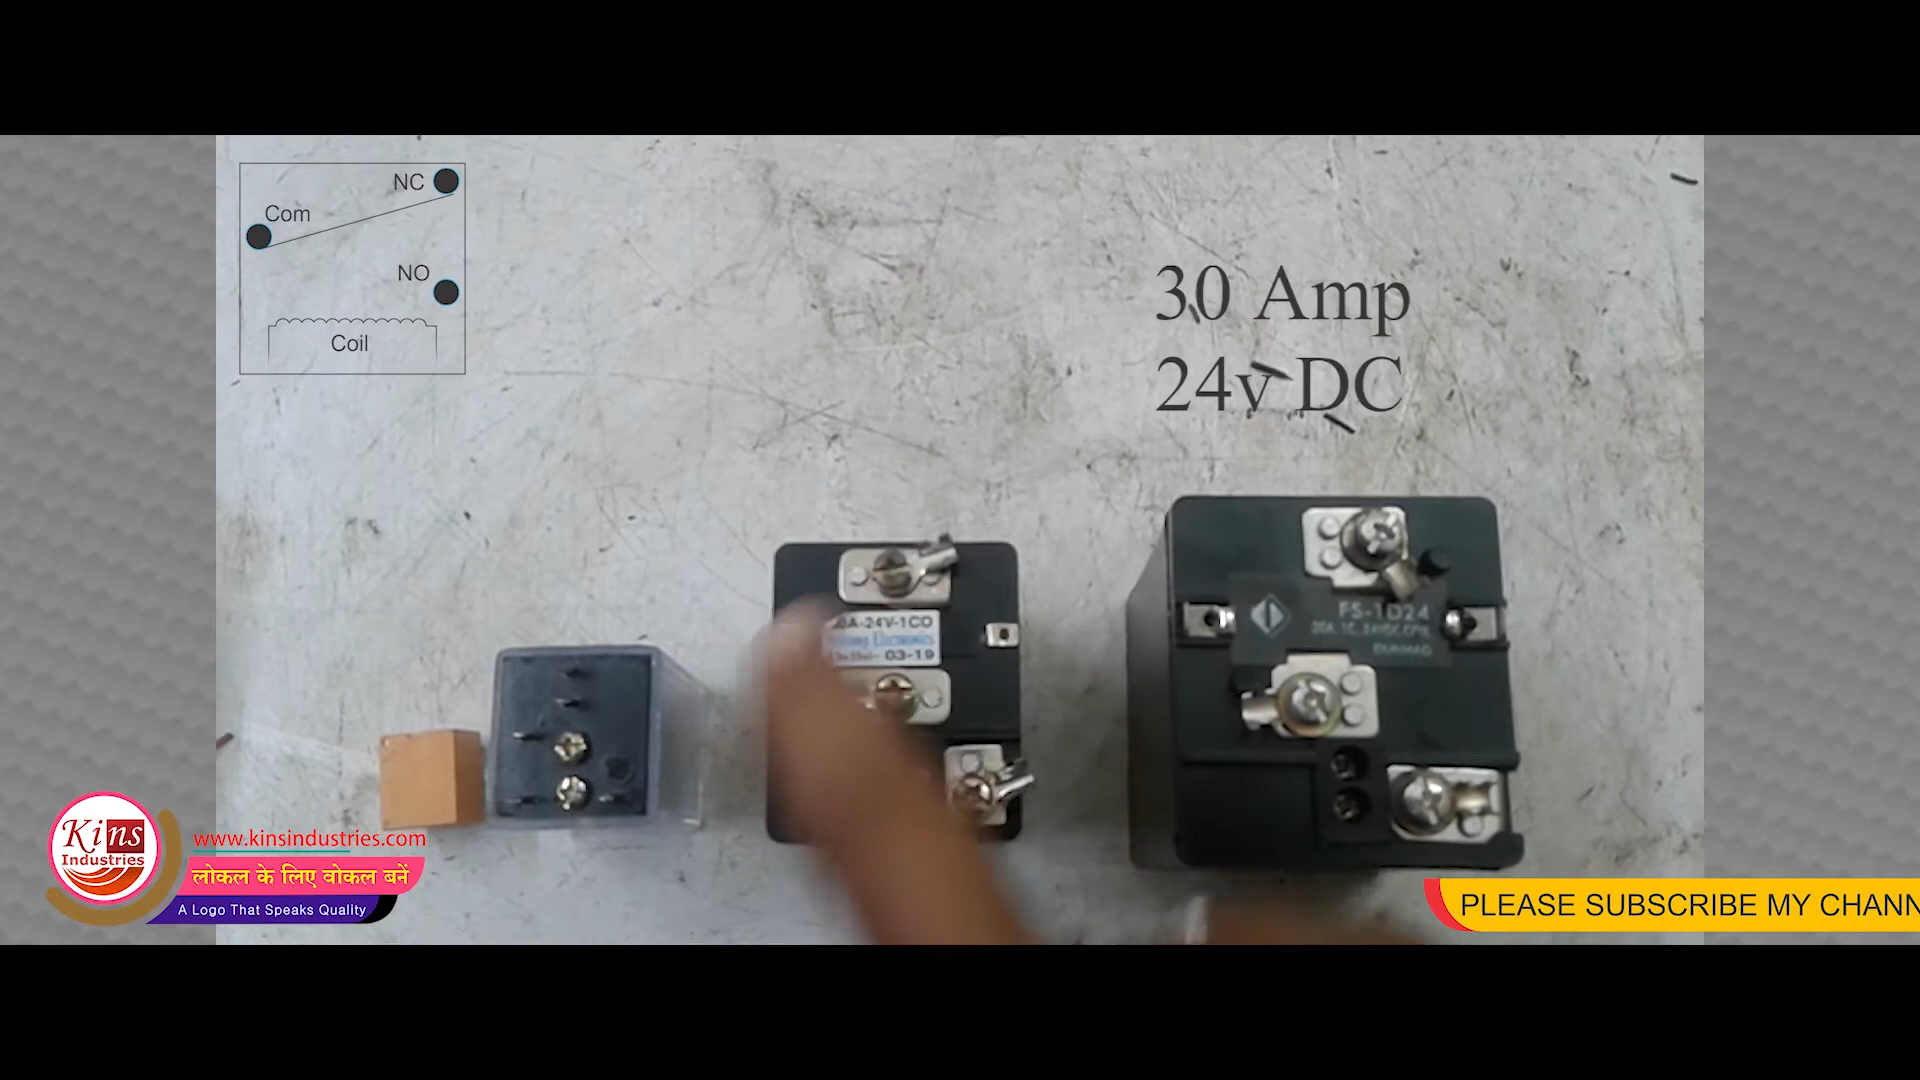 NC
Com
NO
Coil
30 Amp
24v DC
A-24V-1CO
03-19
FS-1D24
Kins
Industries
www.kinsindustries.com
लोकल के लिए वोकल बनें
A Logo That Speaks Quality
PLEASE SUBSCRIBE MY CHANN